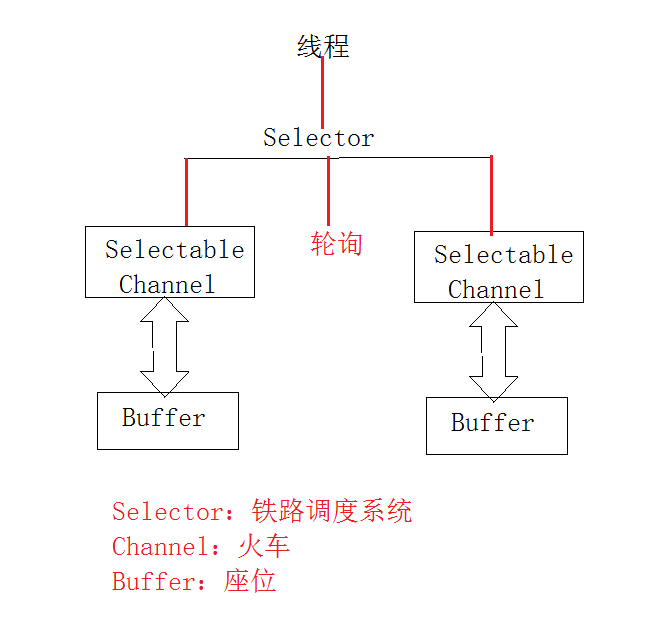 线程
Selector
轮询
Selectable
Channel
Selectable
Channel
Buffer
Buffer
Selector：铁路调度系统
Channel：火车
Buffer：座位